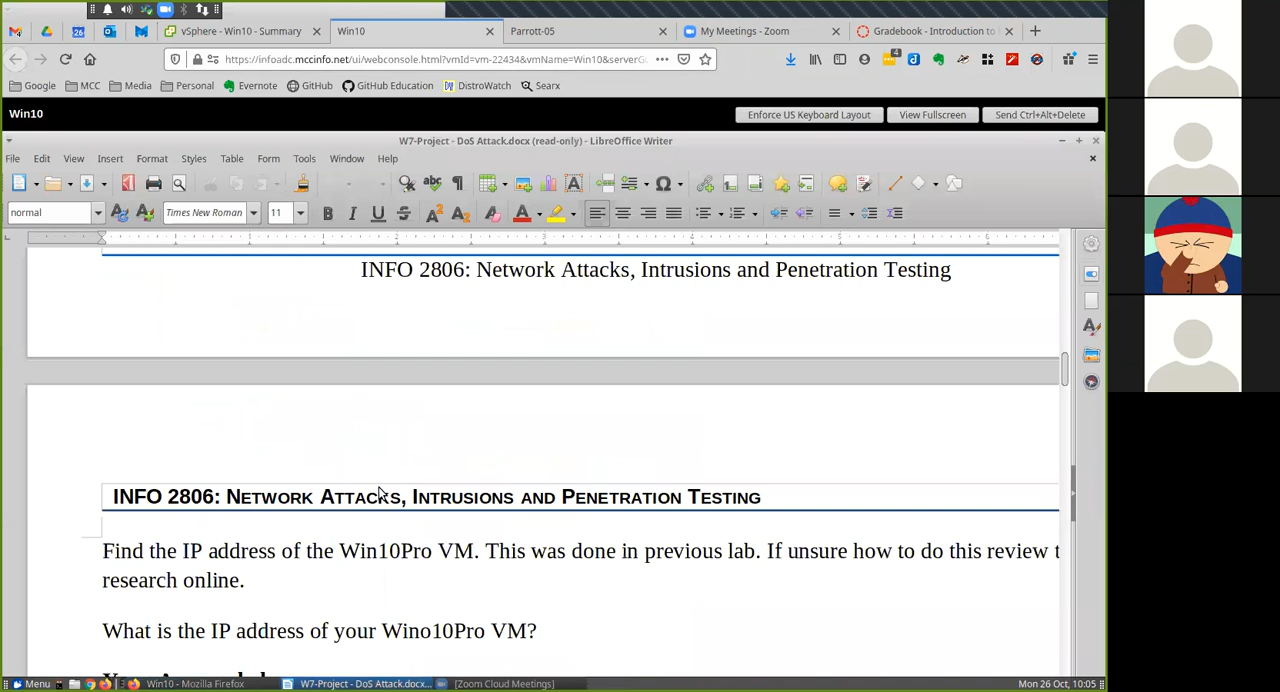 vSphere - Win10 - Summary
Win10
Parrott-05
My Meetings - Zoom
Gradebook - Introduction to
https://infoadc.mccinfo.net/ui/webconsole.html?vmId=vm-22434&vmName=Win10&server
Google
MCC
Media
Personal
Evernote
GitHub
GitHub Education
DistroWatch
Searx
Win10
Enforce US Keyboard Layout
View Fullscreen
Send Ctrl+Alt+Delete
W7-Project - DoS Attack.docx (read-only) - LibreOffice Writer
File Edit View Insert Format Styles Table Form Tools Window Help
normal
Times New Roman
11
INFO 2806: Network Attacks, Intrusions and Penetration Testing
INFO 2806: Network Attacks, Intrusions and Penetration Testing
Find the IP address of the Win10Pro VM. This was done in previous lab. If unsure how to do this review t
research online.
What is the IP address of your Wino10Pro VM?
Menu
Win10 - Mozilla Firefox
W7-Project - DoS Attack.docx...
[Zoom Cloud Meetings]
Mon 26 Oct, 10:05